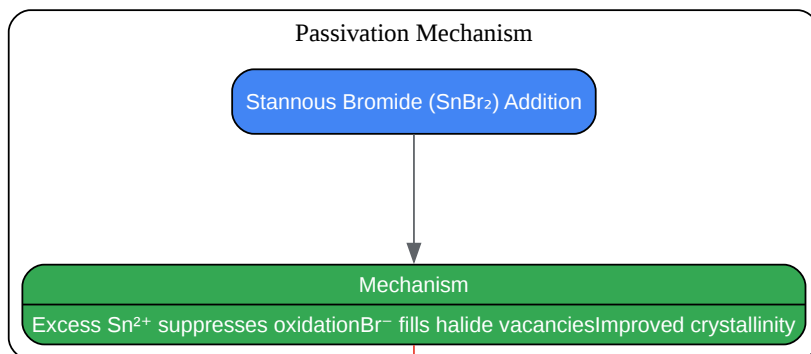 Passivation Mechanism
Stannous Bromide (SnBr₂) Addition
Mechanism
Excess Sn²⁺ suppresses oxidationBr⁻ fills halide vacanciesImproved crystallinity